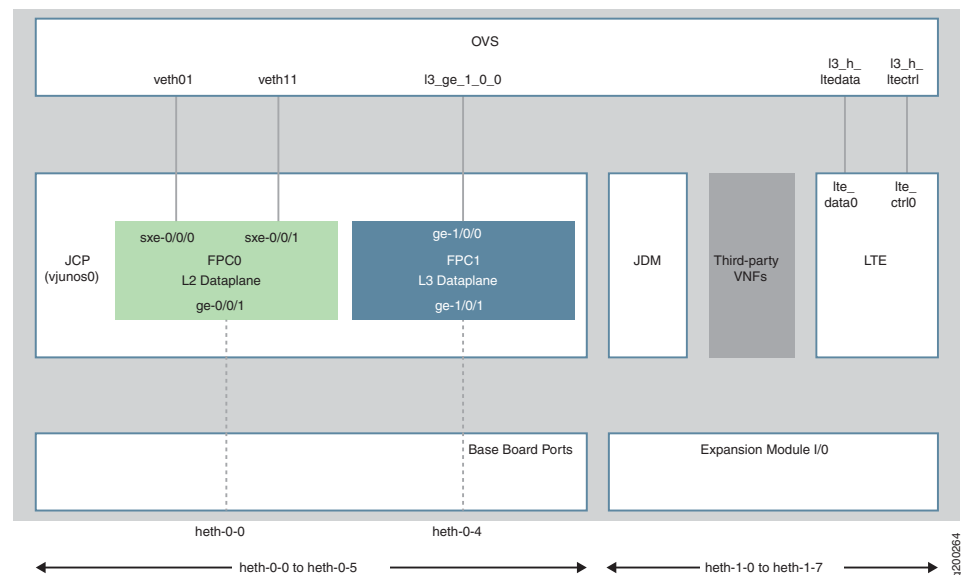 OVS
veth01
veth11
l3_ge_1_0_0
l3_h_
ltedata
l3_h_
ltectrl
JCP
(vjunos0)
sxe-0/0/0
sxe-0/0/1
FPC0
L2 Dataplane
ge-0/0/1
ge-1/0/0
FPC1
L3 Dataplane
ge-1/0/1
JDM
Third-party
VNFs
lte_
data0
lte_
ctrl0
LTE
Base Board Ports
Expansion Module I/0
heth-0-0
heth-0-4
heth-0-0 to heth-0-5
heth-1-0 to heth-1-7
g200264